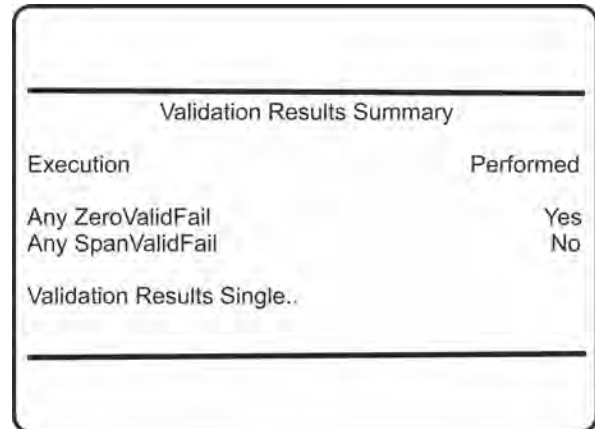 Validation Results Summary
Execution Performed
Any ZeroValidFail Yes
Any SpanValidFail No
Validation Results Single..